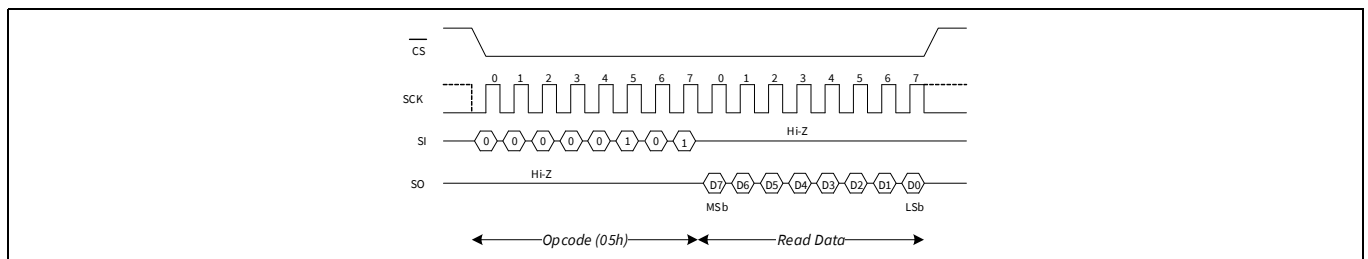 CS
0 1 2 3 4 5 6 7 0 1 2 3 4 5 6 7
SCK
Hi-Z
SI 0 0 0 0 0 1 0 1
Hi-Z
SO D7 D6 D5 D4 D3 D2 D1 D0
MSb LSb
Opcode (05h) Read Data